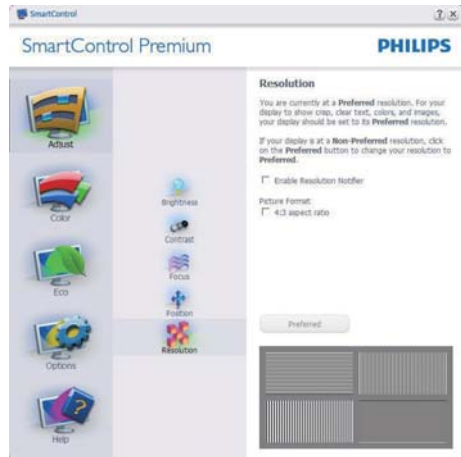 SmartControl
SmartControl Premium
PHILIPS
Adjust
Color
Eco
Options
Help
Brightness
Contrast
Focus
Position
Resolution
Resolution
You are currently at a Preferred resolution. For your
display to show crisp, clear text, colors, and images,
your display should be set to its Preferred resolution.
If your display is at a Non-Preferred resolution, click
on the Preferred button to change your resolution to
Preferred.
Enable Resolution Notifier
Picture Format
4:3 aspect ratio
Preferred